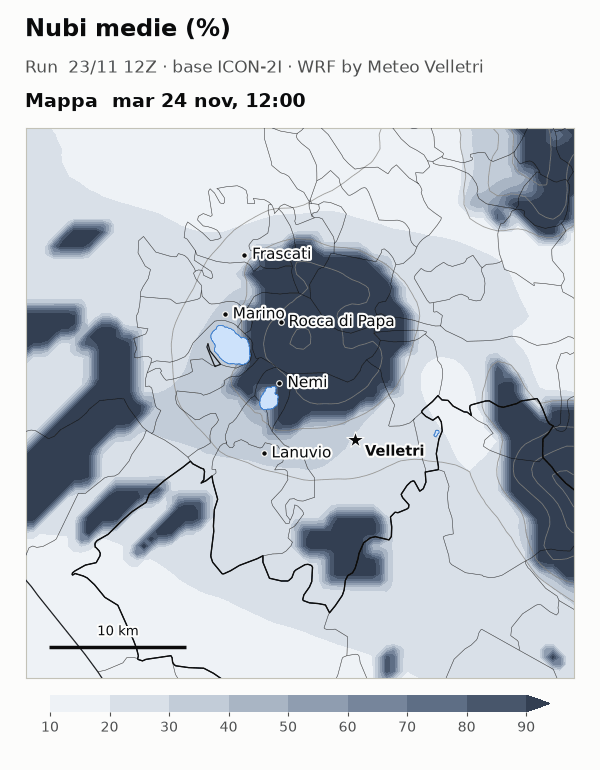 Nubi medie (%)
Run  23/11 12Z · base ICON-2I · WRF by Meteo Velletri
Mappa  mar 24 nov, 12:00
Frascati
Marino
Rocca di Papa
Nemi
Velletri
Lanuvio
10 km
10 20 30 40 50 60 70 80 90